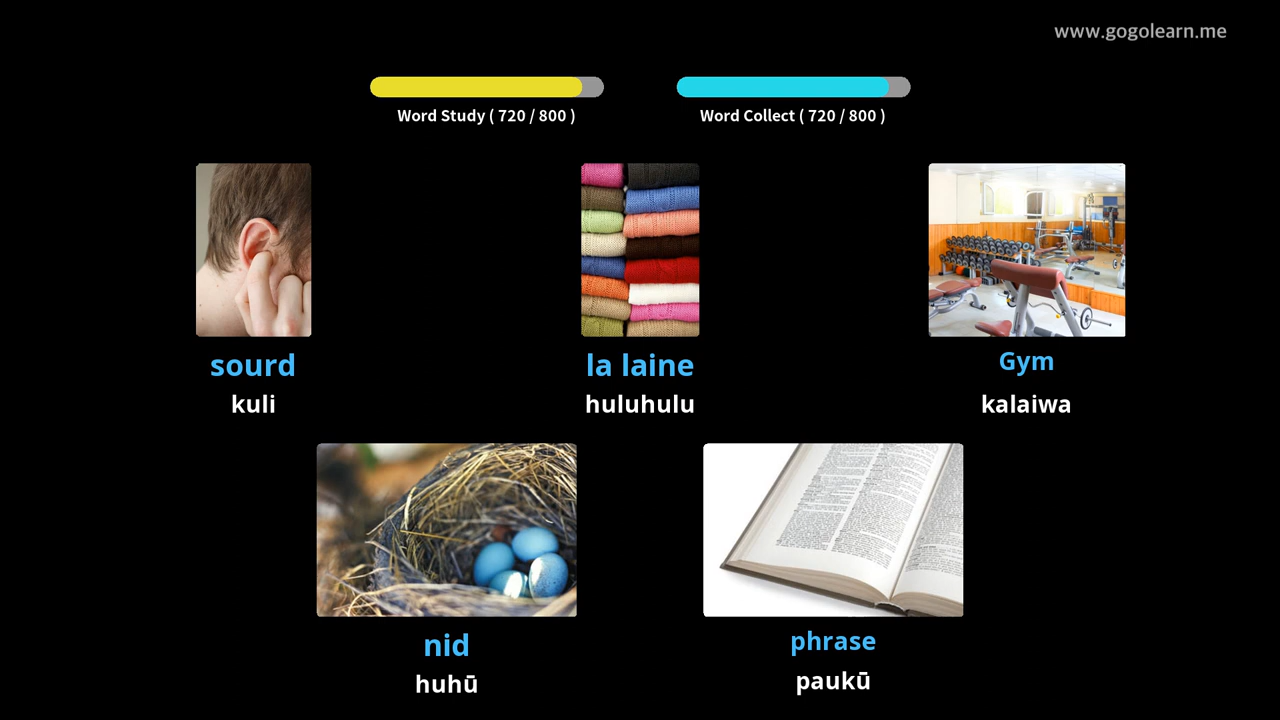 www.gogolearn.me
Word Study ( 720 / 800 )
Word Collect ( 720 / 800 )
sourd
kuli
la laine
huluhulu
Gym
kalaiwa
nid
huhū
phrase
paukū